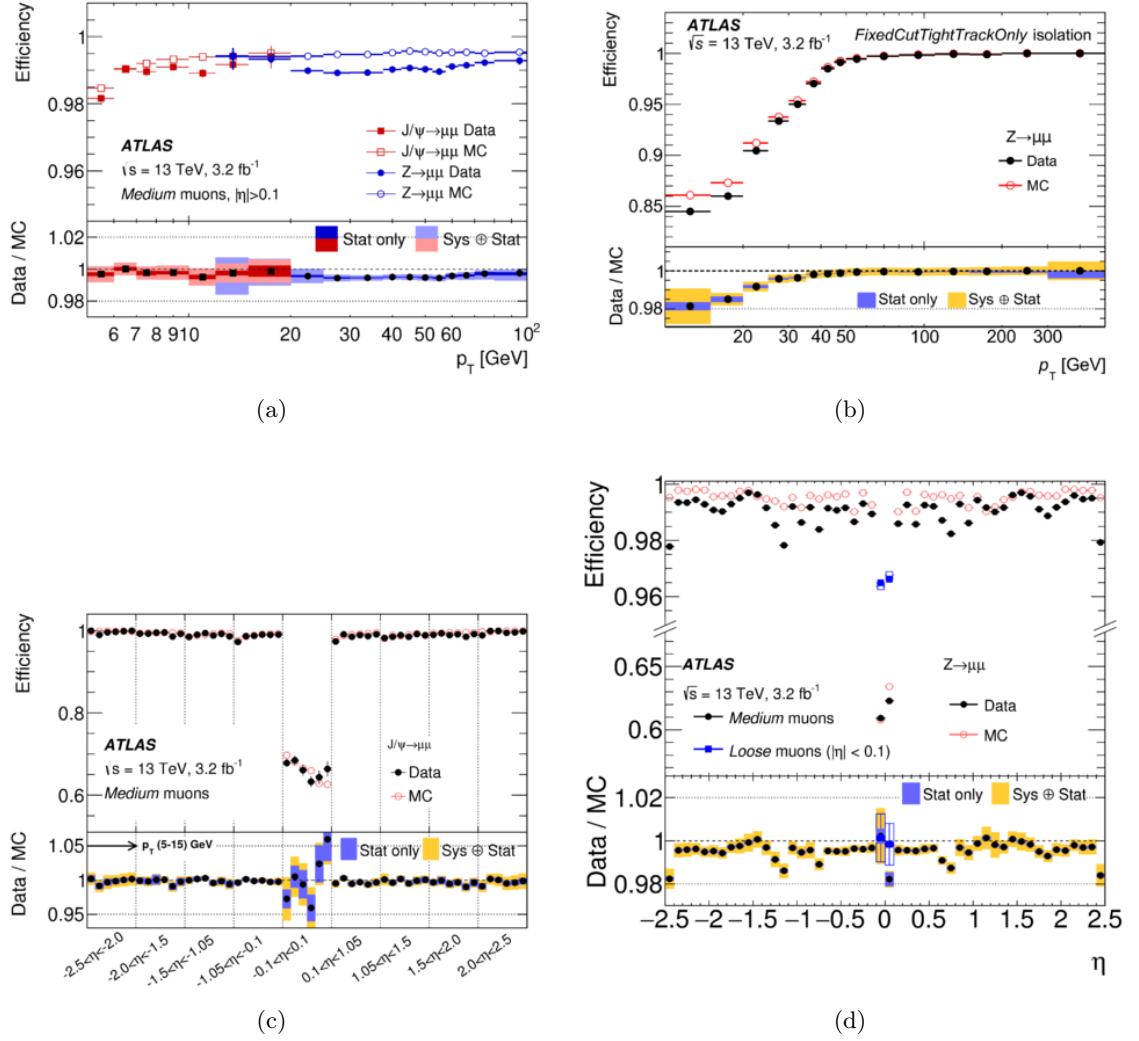 Efficiency
1
0.98
0.96
ATLAS
√s = 13 TeV, 3.2 fb⁻¹
Medium muons, |η|>0.1
J/ψ→μμ Data
J/ψ→μμ MC
Z→μμ Data
Z→μμ MC
Data / MC
1.02
1
0.98
Stat only
Sys ⊕ Stat
6 7 8 9 10 20 30 40 50 60 10²
p_T [GeV]
(a)
Efficiency
1
0.95
0.9
0.85
ATLAS
√s = 13 TeV, 3.2 fb⁻¹
FixedCutTightTrackOnly isolation
Z→μμ
Data
MC
Data / MC
1
0.98
Stat only
Sys ⊕ Stat
20 30 40 50 100 200 300
p_T [GeV]
(b)
Efficiency
1
0.8
0.6
ATLAS
√s = 13 TeV, 3.2 fb⁻¹
Medium muons
J/ψ→μμ
Data
MC
Data / MC
1.05
1
0.95
p_T (5-15) GeV
Stat only
Sys ⊕ Stat
-2.5<η<-2.0
-2.0<η<-1.5
-1.5<η<-1.05
-1.05<η<-0.1
-0.1<η<0.1
0.1<η<1.05
1.05<η<1.5
1.5<η<2.0
2.0<η<2.5
(c)
Efficiency
1
0.98
0.96
0.65
0.6
ATLAS
√s = 13 TeV, 3.2 fb⁻¹
Medium muons
Loose muons (|η| < 0.1)
Z→μμ
Data
MC
Data / MC
1.02
1
0.98
Stat only
Sys ⊕ Stat
−2.5 −2 −1.5 −1 −0.5 0 0.5 1 1.5 2 2.5
η
(d)